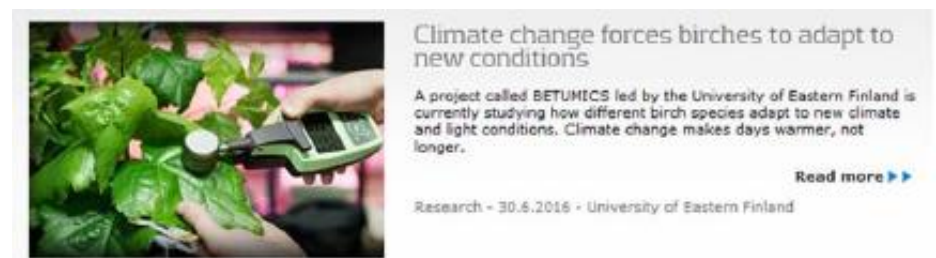 Climate change forces birches to adapt to
new conditions
A project called BETUMICS led by the University of Eastern Finland is
currently studying how different birch species adapt to new climate
and light conditions. Climate change makes days warmer, not
longer.
Read more
Research - 30.6.2016 - University of Eastern Finland